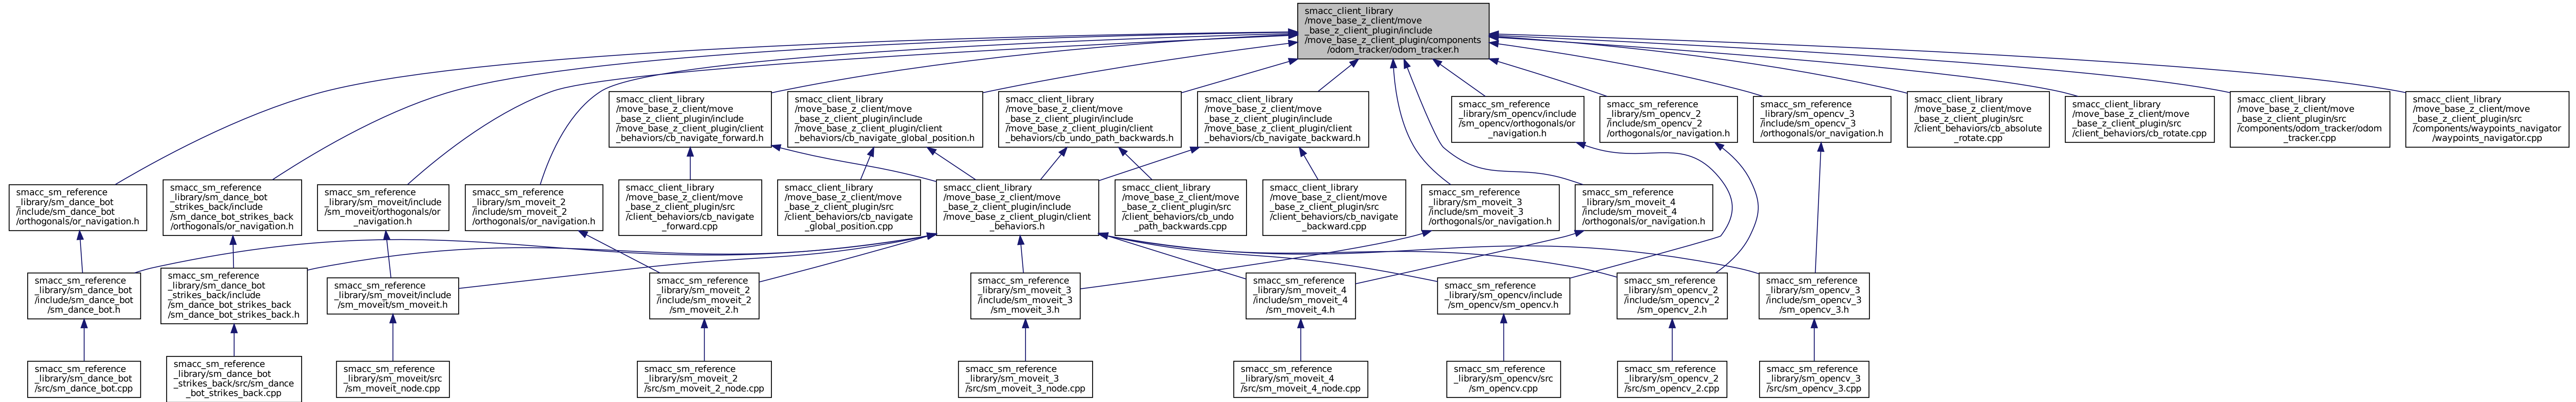 smacc_client_library
/move_base_z_client/move
_base_z_client_plugin/include
/move_base_z_client_plugin/components
/odom_tracker/odom_tracker.h
smacc_client_library
/move_base_z_client/move
_base_z_client_plugin/include
/move_base_z_client_plugin/client
_behaviors/cb_navigate_forward.h
smacc_client_library
/move_base_z_client/move
_base_z_client_plugin/include
/move_base_z_client_plugin/client
_behaviors/cb_navigate_global_position.h
smacc_client_library
/move_base_z_client/move
_base_z_client_plugin/include
/move_base_z_client_plugin/client
_behaviors/cb_undo_path_backwards.h
smacc_client_library
/move_base_z_client/move
_base_z_client_plugin/include
/move_base_z_client_plugin/client
_behaviors/cb_navigate_backward.h
smacc_sm_reference
_library/sm_opencv/include
/sm_opencv/orthogonals/or
_navigation.h
smacc_sm_reference
_library/sm_opencv_2
/include/sm_opencv_2
/orthogonals/or_navigation.h
smacc_sm_reference
_library/sm_opencv_3
/include/sm_opencv_3
/orthogonals/or_navigation.h
smacc_client_library
/move_base_z_client/move
_base_z_client_plugin/src
/client_behaviors/cb_absolute
_rotate.cpp
smacc_client_library
/move_base_z_client/move
_base_z_client_plugin/src
/client_behaviors/cb_rotate.cpp
smacc_client_library
/move_base_z_client/move
_base_z_client_plugin/src
/components/odom_tracker/odom
_tracker.cpp
smacc_client_library
/move_base_z_client/move
_base_z_client_plugin/src
/components/waypoints_navigator
/waypoints_navigator.cpp
smacc_sm_reference
_library/sm_dance_bot
/include/sm_dance_bot
/orthogonals/or_navigation.h
smacc_sm_reference
_library/sm_dance_bot
_strikes_back/include
/sm_dance_bot_strikes_back
/orthogonals/or_navigation.h
smacc_sm_reference
_library/sm_moveit/include
/sm_moveit/orthogonals/or
_navigation.h
smacc_sm_reference
_library/sm_moveit_2
/include/sm_moveit_2
/orthogonals/or_navigation.h
smacc_client_library
/move_base_z_client/move
_base_z_client_plugin/src
/client_behaviors/cb_navigate
_forward.cpp
smacc_client_library
/move_base_z_client/move
_base_z_client_plugin/src
/client_behaviors/cb_navigate
_global_position.cpp
smacc_client_library
/move_base_z_client/move
_base_z_client_plugin/include
/move_base_z_client_plugin/client
_behaviors.h
smacc_client_library
/move_base_z_client/move
_base_z_client_plugin/src
/client_behaviors/cb_undo
_path_backwards.cpp
smacc_client_library
/move_base_z_client/move
_base_z_client_plugin/src
/client_behaviors/cb_navigate
_backward.cpp
smacc_sm_reference
_library/sm_moveit_3
/include/sm_moveit_3
/orthogonals/or_navigation.h
smacc_sm_reference
_library/sm_moveit_4
/include/sm_moveit_4
/orthogonals/or_navigation.h
smacc_sm_reference
_library/sm_dance_bot
/include/sm_dance_bot
/sm_dance_bot.h
smacc_sm_reference
_library/sm_dance_bot
_strikes_back/include
/sm_dance_bot_strikes_back
/sm_dance_bot_strikes_back.h
smacc_sm_reference
_library/sm_moveit/include
/sm_moveit/sm_moveit.h
smacc_sm_reference
_library/sm_moveit_2
/include/sm_moveit_2
/sm_moveit_2.h
smacc_sm_reference
_library/sm_moveit_3
/include/sm_moveit_3
/sm_moveit_3.h
smacc_sm_reference
_library/sm_moveit_4
/include/sm_moveit_4
/sm_moveit_4.h
smacc_sm_reference
_library/sm_opencv/include
/sm_opencv/sm_opencv.h
smacc_sm_reference
_library/sm_opencv_2
/include/sm_opencv_2
/sm_opencv_2.h
smacc_sm_reference
_library/sm_opencv_3
/include/sm_opencv_3
/sm_opencv_3.h
smacc_sm_reference
_library/sm_dance_bot
/src/sm_dance_bot.cpp
smacc_sm_reference
_library/sm_dance_bot
_strikes_back/src/sm_dance
_bot_strikes_back.cpp
smacc_sm_reference
_library/sm_moveit/src
/sm_moveit_node.cpp
smacc_sm_reference
_library/sm_moveit_2
/src/sm_moveit_2_node.cpp
smacc_sm_reference
_library/sm_moveit_3
/src/sm_moveit_3_node.cpp
smacc_sm_reference
_library/sm_moveit_4
/src/sm_moveit_4_node.cpp
smacc_sm_reference
_library/sm_opencv/src
/sm_opencv.cpp
smacc_sm_reference
_library/sm_opencv_2
/src/sm_opencv_2.cpp
smacc_sm_reference
_library/sm_opencv_3
/src/sm_opencv_3.cpp